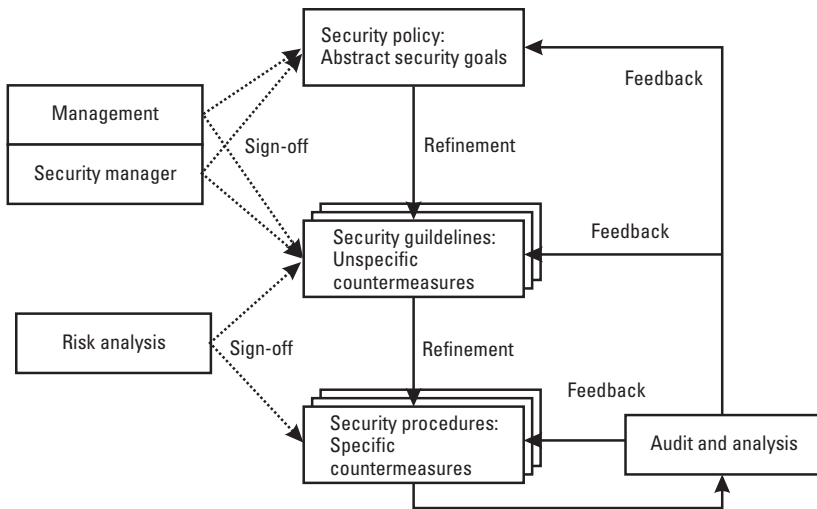 Security policy:
Abstract security goals
Feedback
Management
Sign-off
Security manager
Refinement
Security guildelines:
Unspecific
countermeasures
Feedback
Risk analysis
Sign-off
Refinement
Feedback
Security procedures:
Specific
countermeasures
Audit and analysis